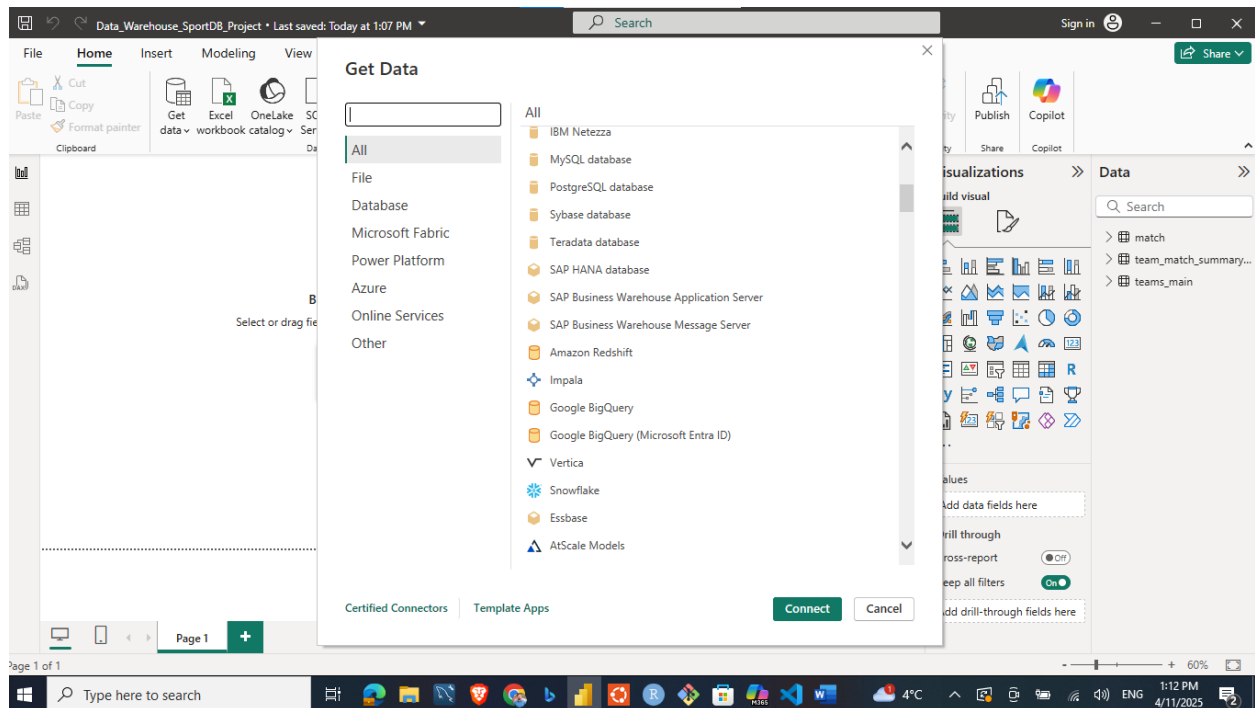 Data_Warehouse_SportDB_Project • Last saved: Today at 1:07 PM
Search
Sign in
File
Home
Insert
Modeling
View
Share
Paste
Cut
Copy
Format painter
Clipboard
Get data
Excel workbook
OneLake catalog
Publish
Copilot
Share
Copilot
Get Data
All
File
Database
Microsoft Fabric
Power Platform
Azure
Online Services
Other
All
IBM Netezza
MySQL database
PostgreSQL database
Sybase database
Teradata database
SAP HANA database
SAP Business Warehouse Application Server
SAP Business Warehouse Message Server
Amazon Redshift
Impala
Google BigQuery
Google BigQuery (Microsoft Entra ID)
Vertica
Snowflake
Essbase
AtScale Models
Certified Connectors
Template Apps
Connect
Cancel
Select or drag fie
isualizations
uild visual
123
R
y
123
alues
Add data fields here
rill through
ross-report
Off
eep all filters
On
dd drill-through fields here
Data
Search
match
team_match_summary...
teams_main
Page 1
Page 1 of 1
- + 60%
Type here to search
R
M365
4°C
ENG
1:12 PM
4/11/2025
2